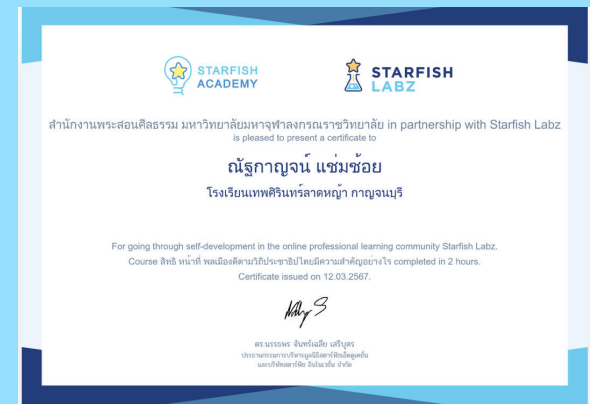 STARFISH
ACADEMY
STARFISH
LABZ
สำนักงานพระสอนศีลธรรม มหาวิทยาลัยมหาจุฬาลงกรณราชวิทยาลัย in partnership with Starfish Labz
is pleased to present a certificate to
ณัฐกาญจน์ แช่มช้อย
โรงเรียนเทพศิรินทร์ลาดหญ้า กาญจนบุรี
For going through self-development in the online professional learning community Starfish Labz.
Course สิทธิ หน้าที่ พลเมืองดีตามวิถีประชาธิปไตยมีความสำคัญอย่างไร completed in 2 hours.
Certificate issued on 12.03.2567.
ดร.นรรธพร จันทร์เฉลี่ย เสริบุตร
ประธานกรรมการบริหารมูลนิธิสตาร์ฟิชเอ็ดดูเคชั่น
และบริษัทสตาร์ฟิช อินโนเวชั่น จำกัด